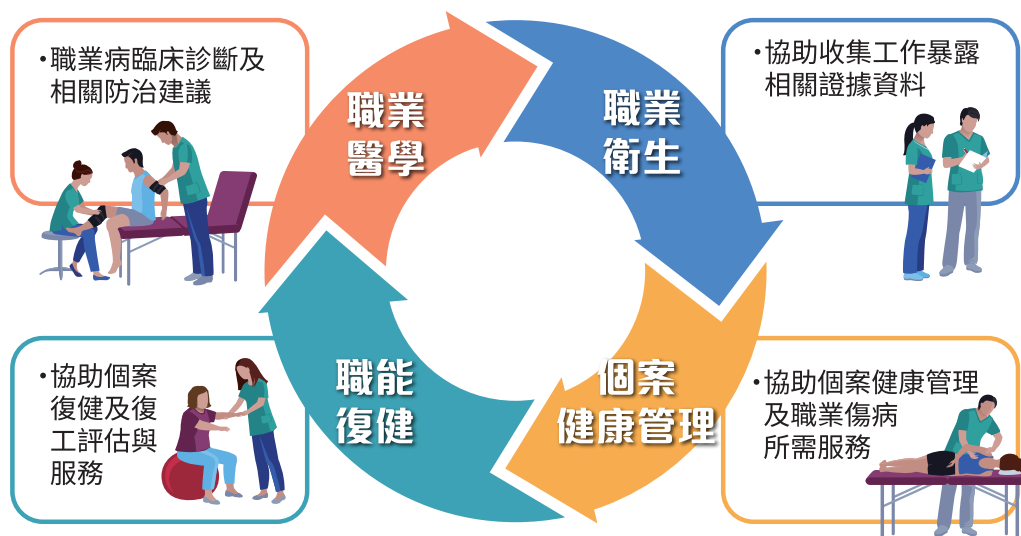 •職業病臨床診斷及
相關防治建議
職業
醫學
職業
衛生
•協助收集工作暴露
相關證據資料
•協助個案
復健及復
工評估與
服務
職能
復健
個案
健康管理
•協助個案健康管理
及職業傷病
所需服務